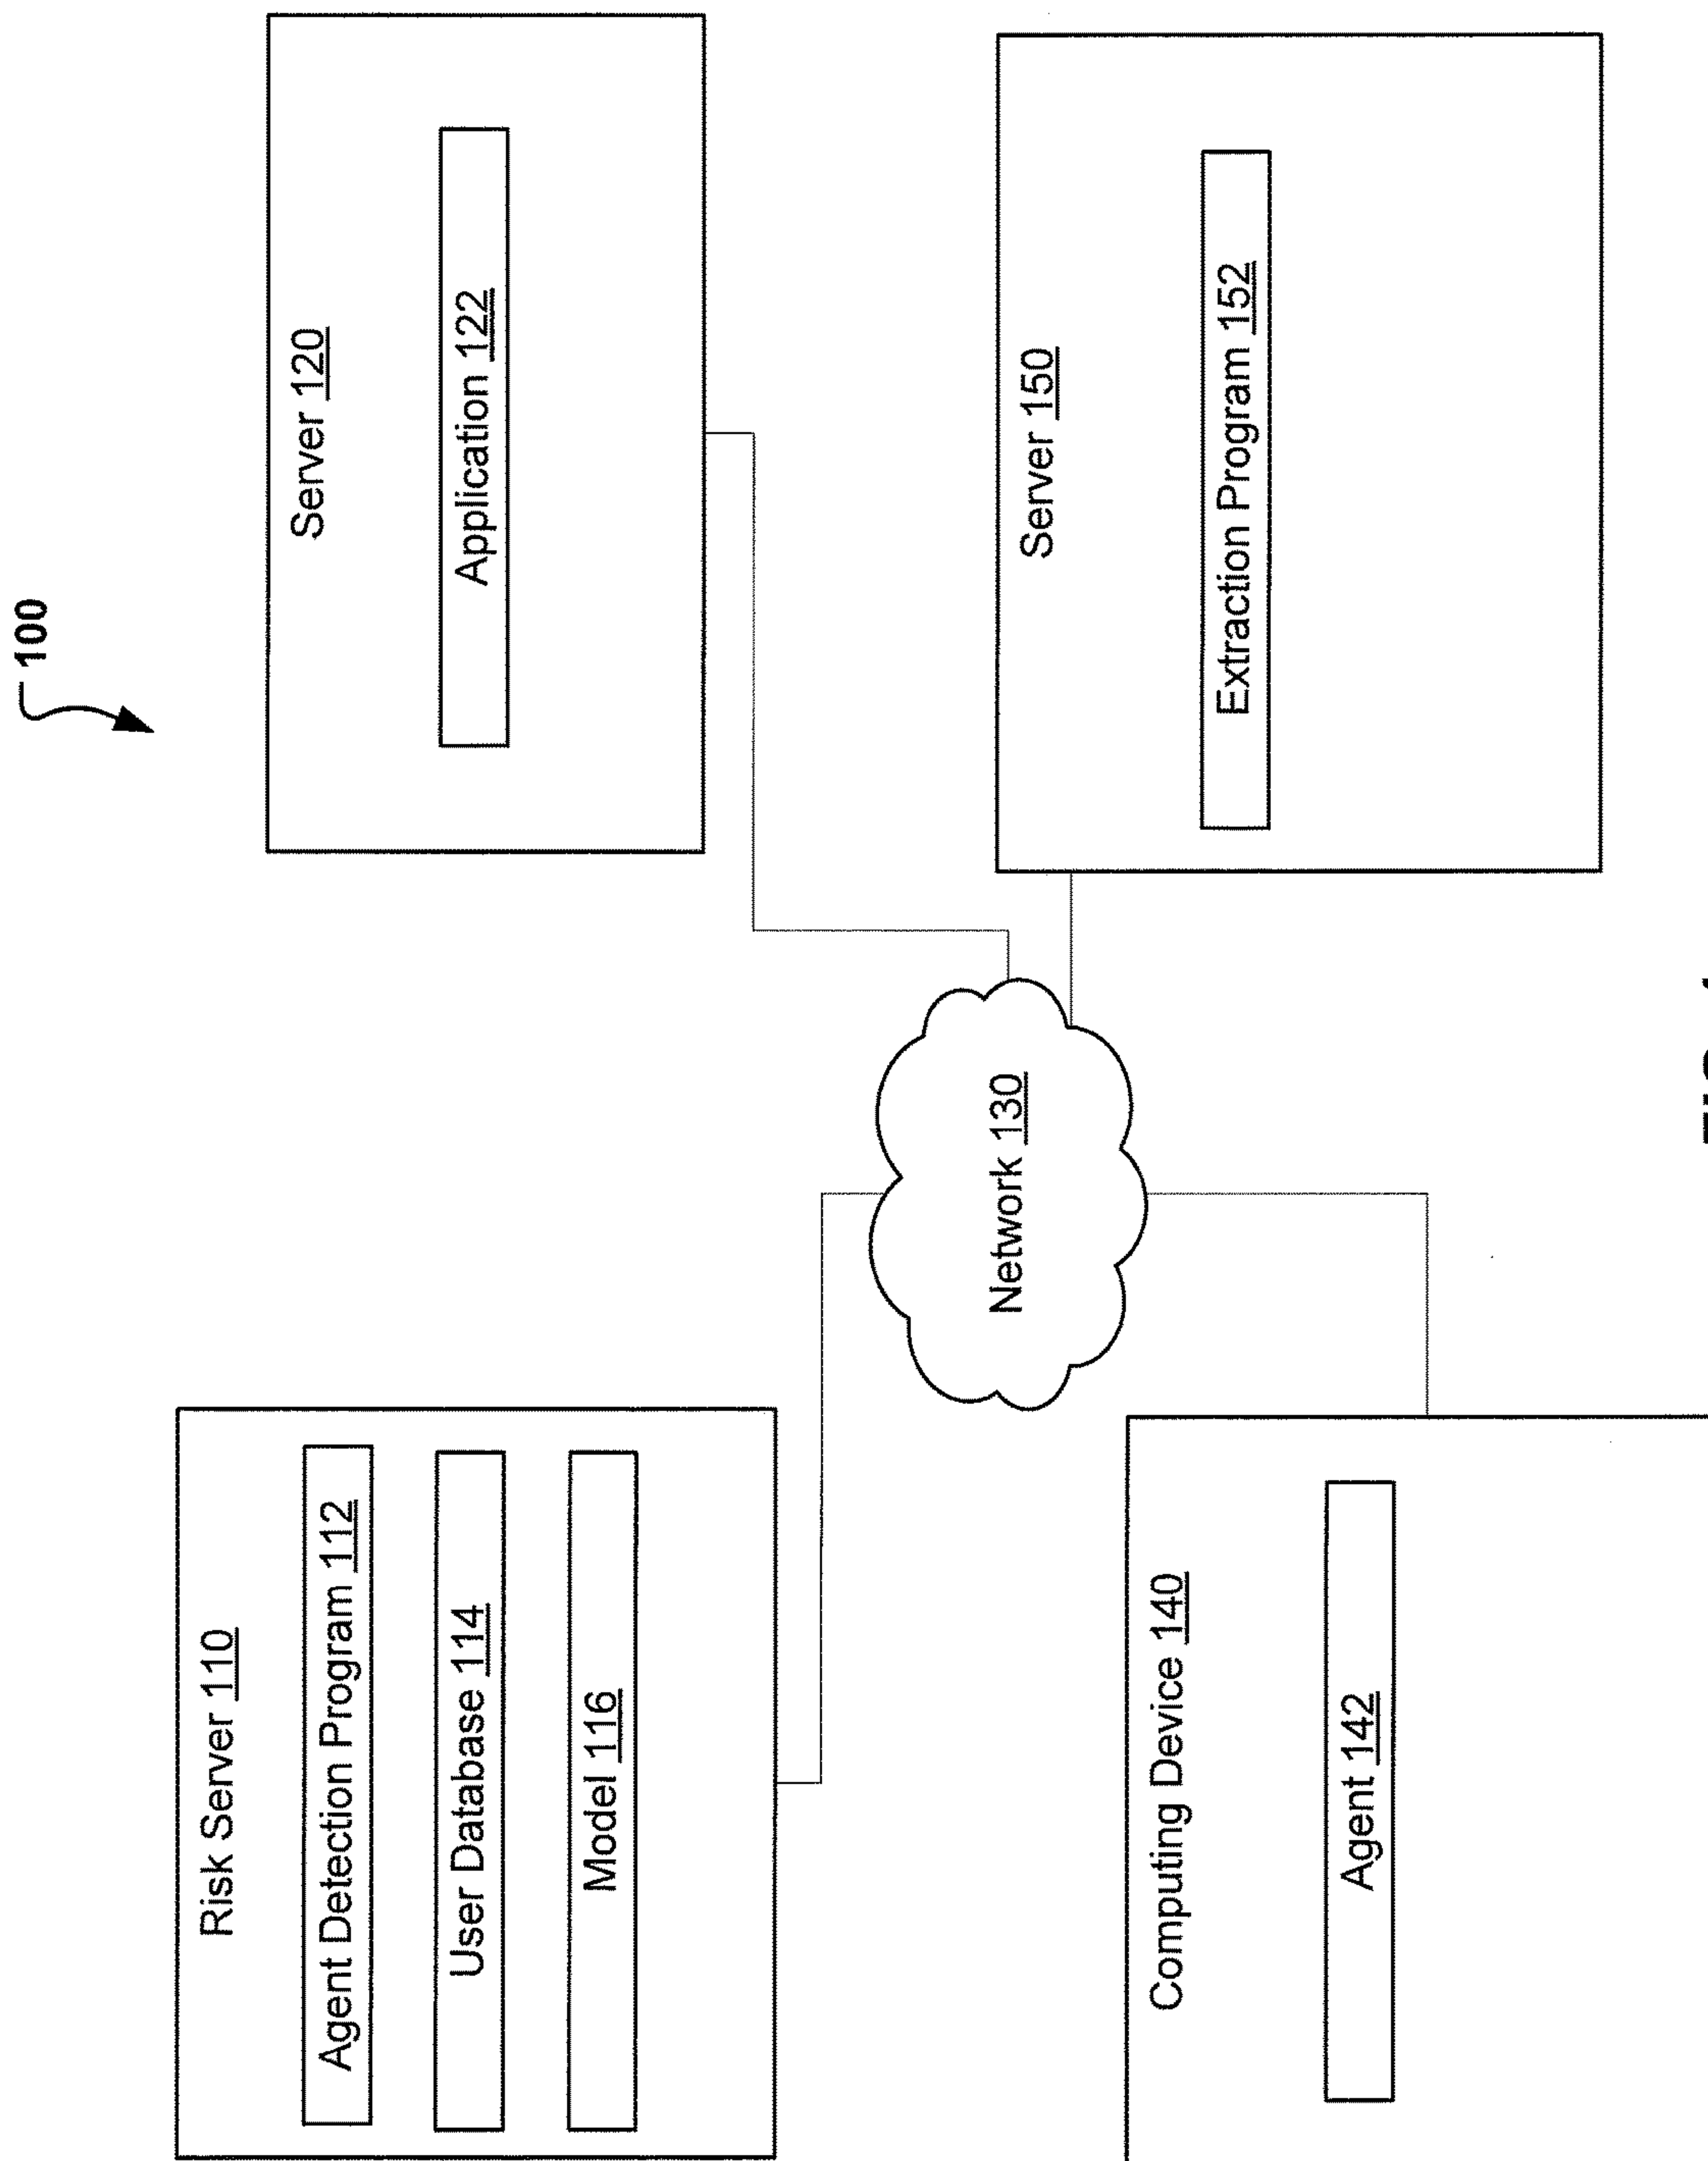 100
Risk Server 110
Agent Detection Program 112
User Database 114
Model 116
Server 120
Application 122
Network 130
Computing Device 140
Agent 142
Server 150
Extraction Program 152